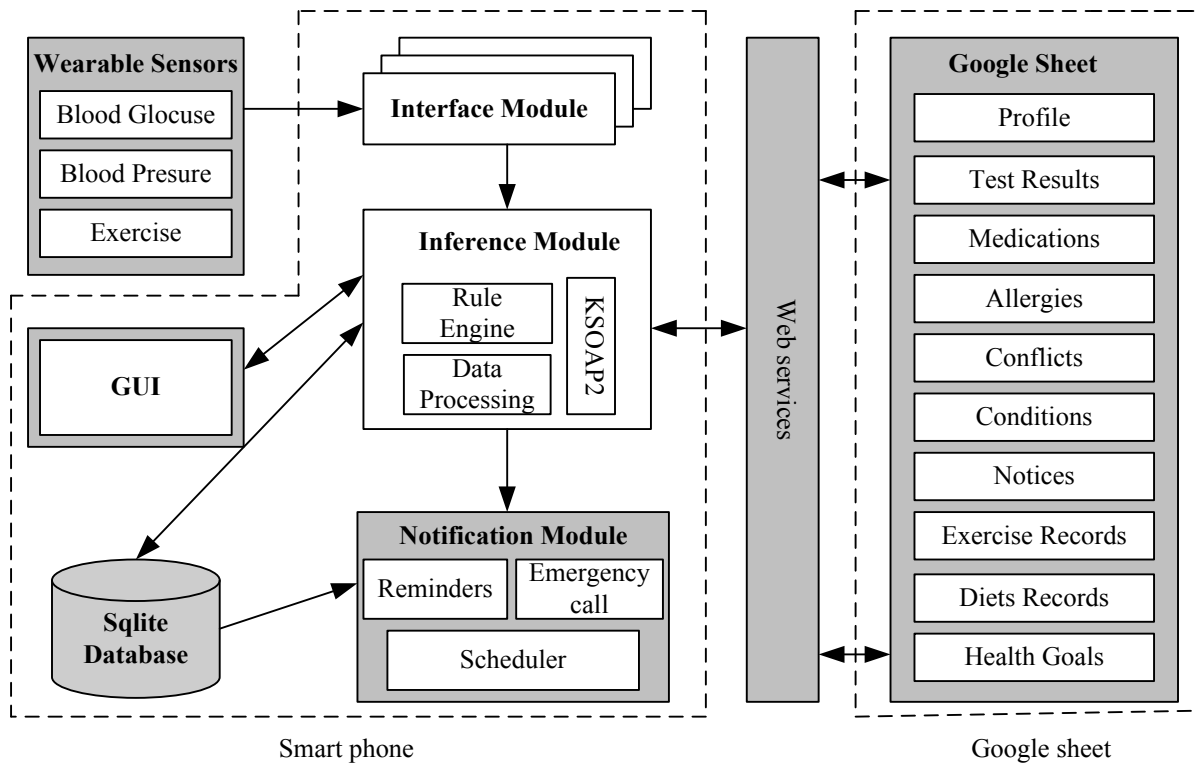 Wearable Sensors
Blood Glocuse
Blood Presure
Exercise
Interface Module
Inference Module
Rule
Engine
Data
Processing
KSOAP2
GUI
Sqlite
Database
Notification Module
Reminders
Emergency
call
Scheduler
Smart phone
Web services
Google Sheet
Profile
Test Results
Medications
Allergies
Conflicts
Conditions
Notices
Exercise Records
Diets Records
Health Goals
Google sheet